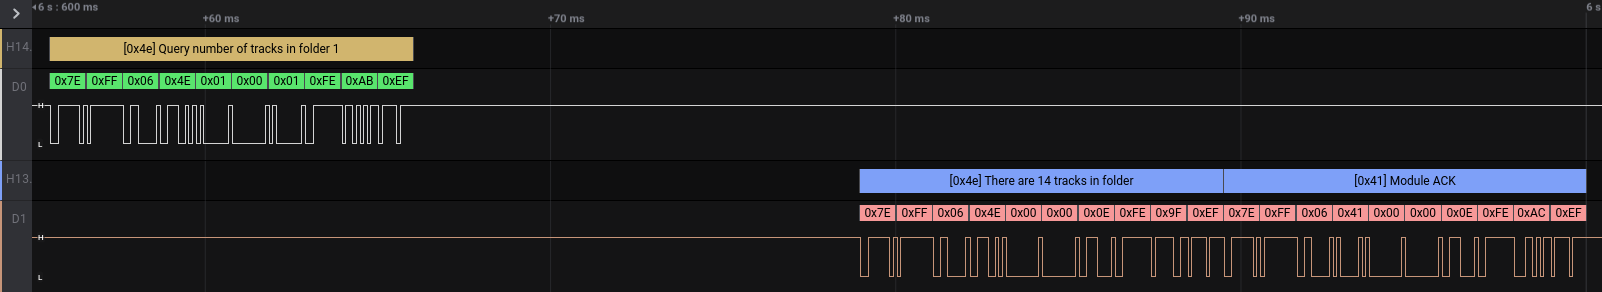 6 s : 600 ms
+60 ms +70 ms +80 ms +90 ms 6 s
H14. [0x4e] Query number of tracks in folder 1
D0 0x7E 0xFF 0x06 0x4E 0x01 0x00 0x01 0xFE 0xAB 0xEF
H
L
H13. [0x4e] There are 14 tracks in folder [0x41] Module ACK
D1 0x7E 0xFF 0x06 0x4E 0x00 0x00 0x0E 0xFE 0x9F 0xEF 0x7E 0xFF 0x06 0x41 0x00 0x00 0x0E 0xFE 0xAC 0xEF
H
L